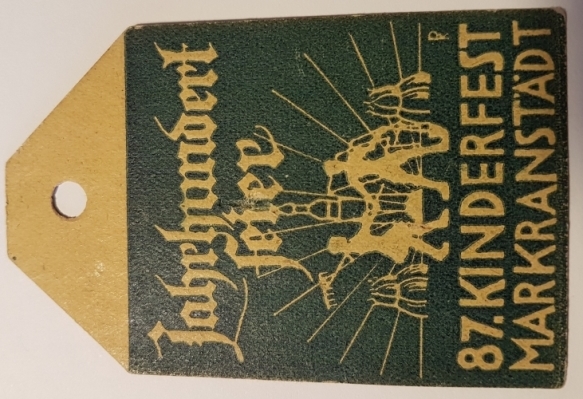 Jahrhundert
feier
P
87. KINDERFEST
MARKRANSTÄDT